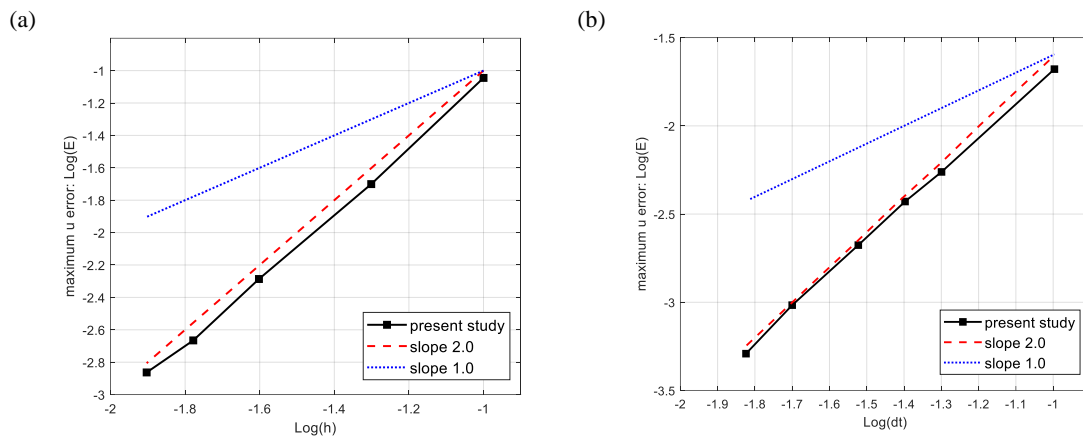 (a)
-1
-1.2
-1.4
-1.6
-1.8
-2
-2.2
-2.4
-2.6
-2.8
-3
maximum u error: Log(E)
-2
-1.8
-1.6
-1.4
-1.2
-1
Log(h)
present study
slope 2.0
slope 1.0
(b)
-1.5
-2
-2.5
-3
-3.5
maximum u error: Log(E)
-2
-1.9
-1.8
-1.7
-1.6
-1.5
-1.4
-1.3
-1.2
-1.1
-1
Log(dt)
present study
slope 2.0
slope 1.0